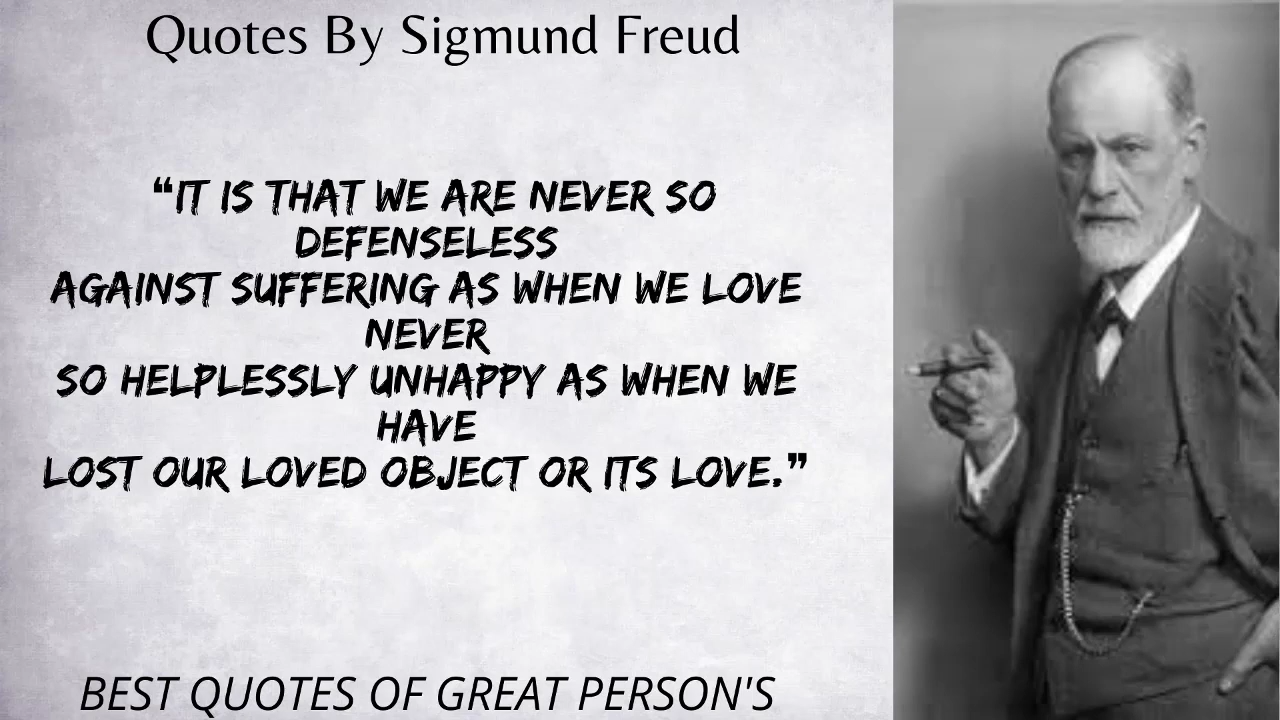 Quotes By Sigmund Freud
“IT IS THAT WE ARE NEVER SO
DEFENSELESS
AGAINST SUFFERING AS WHEN WE LOVE
NEVER
SO HELPLESSLY UNHAPPY AS WHEN WE
HAVE
LOST OUR LOVED OBJECT OR ITS LOVE.”
BEST QUOTES OF GREAT PERSON'S